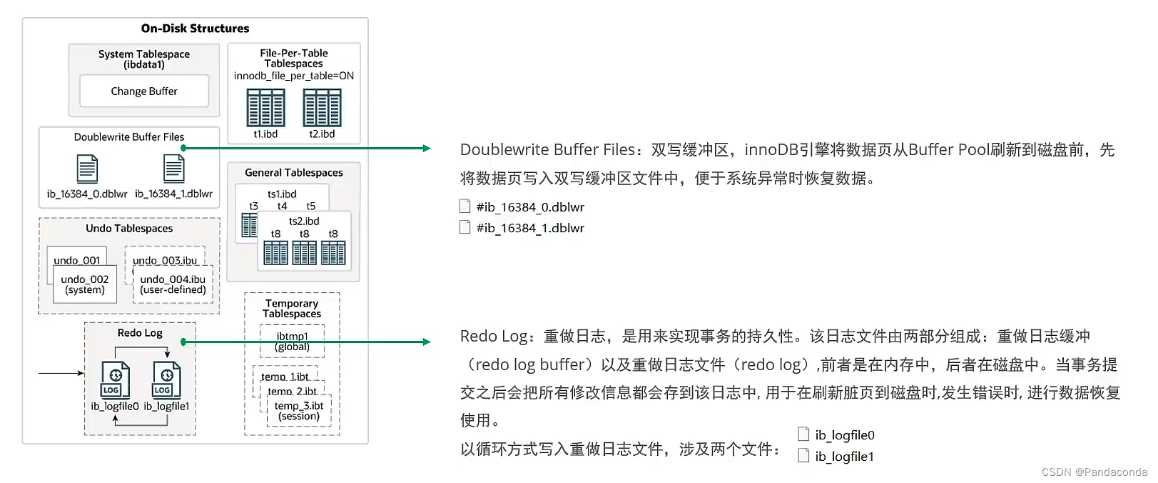 On-Disk Structures
System Tablespace
(ibdata1)
Change Buffer
File-Per-Table
Tablespaces
innodb_file_per_table=ON
t1.ibd t2.ibd
Doublewrite Buffer Files
ib_16384_0.dblwr ib_16384_1.dblwr
General Tablespaces
ts1.ibd
t3 t4 t5
ts2.ibd
t8 t8 t8
Undo Tablespaces
undo_001
undo_002
(system)
undo_003.ibu
undo_004.ibu
(user-defined)
Temporary
Tablespaces
ibtmp1
(global)
temp_1.ibt
temp_2.ibt
temp_3.ibt
(session)
Redo Log
LOG LOG
ib_logfile0 ib_logfile1
Doublewrite Buffer Files：双写缓冲区，innoDB引擎将数据页从Buffer Pool刷新到磁盘前，先
将数据页写入双写缓冲区文件中，便于系统异常时恢复数据。
#ib_16384_0.dblwr
#ib_16384_1.dblwr
Redo Log：重做日志，是用来实现事务的持久性。该日志文件由两部分组成：重做日志缓冲
（redo log buffer）以及重做日志文件（redo log）,前者是在内存中，后者在磁盘中。当事务提
交之后会把所有修改信息都会存到该日志中, 用于在刷新脏页到磁盘时,发生错误时, 进行数据恢复
使用。
以循环方式写入重做日志文件，涉及两个文件：
ib_logfile0
ib_logfile1
CSDN @Pandaconda